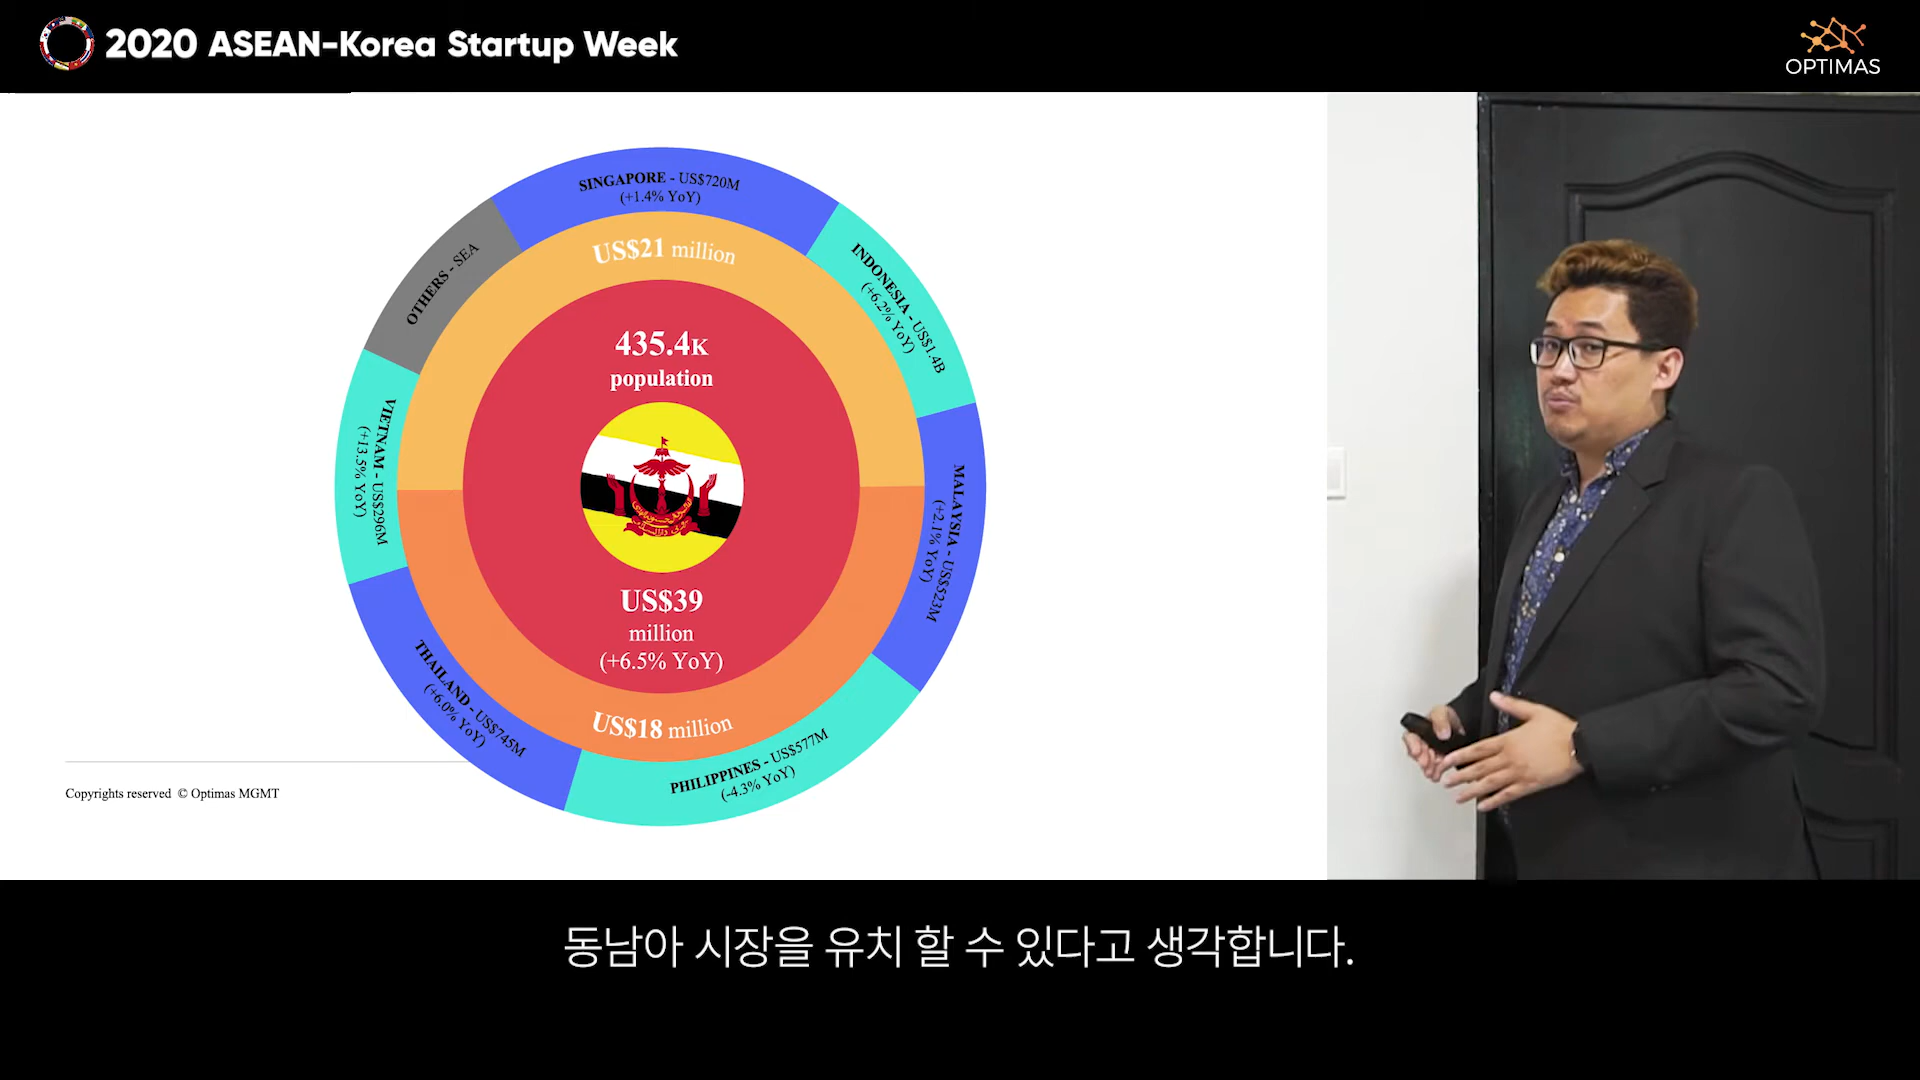 2020 ASEAN-Korea Startup Week
OPTIMAS
SINGAPORE - US$720M
(+1.4% YoY)
INDONESIA - US$1.4B
(+6.2% YoY)
MALAYSIA - US$523M
(+2.1% YoY)
PHILIPPINES - US$577M
(-4.3% YoY)
THAILAND - US$745M
(+6.0% YoY)
VIETNAM - US$296M
(+13.5% YoY)
OTHERS - SEA
US$21 million
435.4K
population
US$39
million
(+6.5% YoY)
US$18 million
Copyrights reserved © Optimas MGMT
동남아 시장을 유치 할 수 있다고 생각합니다.